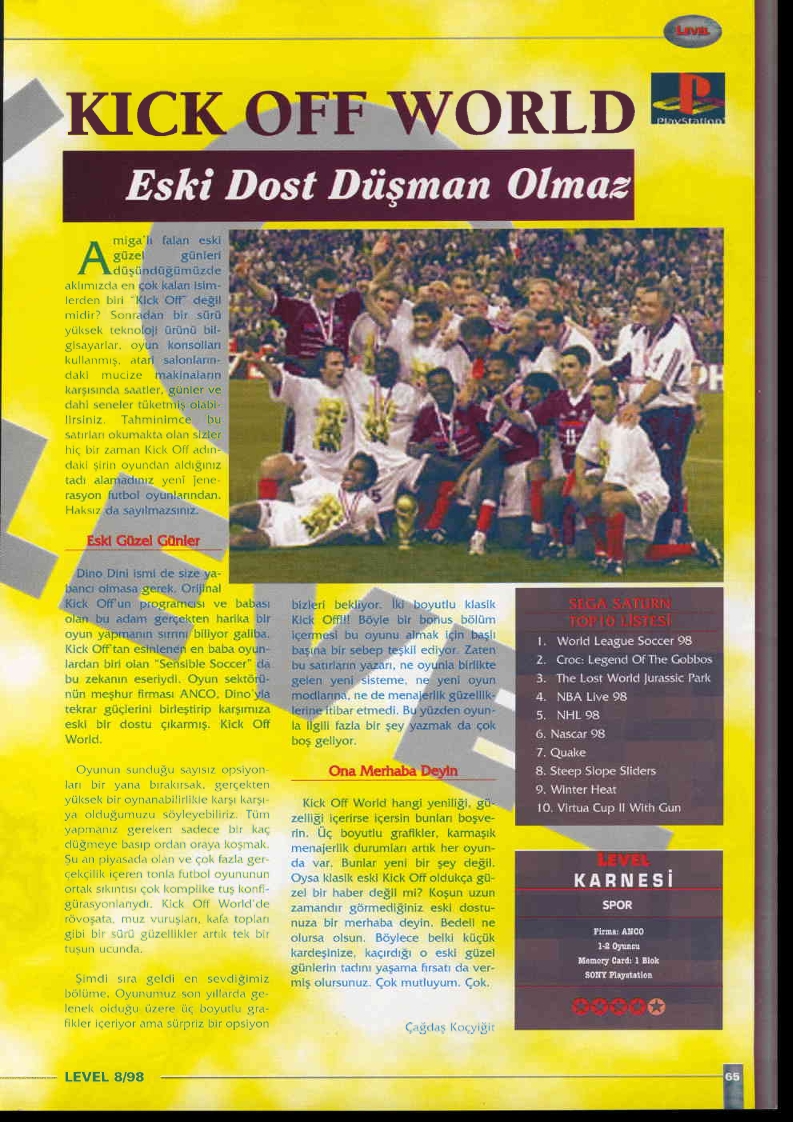 LEVEL
KICK OFF WORLD
PlayStation
Eski Dost Düşman Olmaz
Amiga'lı falan eski
güzel günleri
düşündüğümüzde
aklımızda en çok kalan isim-
lerden biri "Kick Off" değil
midir? Sonradan bir sürü
yüksek teknoloji ürünü bil-
gisayarlar, oyun konsolları
kullanmış, atari salonların-
daki mucize makinaların
karşısında saatler, günler ve
dahi seneler tüketmiş olabi-
lirsiniz. Tahminimce bu
satırları okumakta olan sizler
hiç bir zaman Kick Off adın-
daki şirin oyundan aldığınız
tadı alamadınız yeni jene-
rasyon futbol oyunlarından.
Haksız da sayılmazsınız.
Eski Güzel Günler
Dino Dini ismi de size ya-
bancı olmasa gerek. Orijinal
Kick Off'un programcısı ve babası
olan bu adam gerçekten harika bir
oyun yapmanın sırrını biliyor galiba.
Kick Off'tan esinlenen en baba oyun-
lardan biri olan "Sensible Soccer" da
bu zekanın eseriydi. Oyun sektörü-
nün meşhur firması ANCO, Dino'yla
tekrar güçlerini birleştirip karşımıza
eski bir dostu çıkarmış. Kick Off
World.
Oyunun sunduğu sayısız opsiyon-
ları bir yana bırakırsak, gerçekten
yüksek bir oynanabilirlikle karşı karşı-
ya olduğumuzu söyleyebiliriz. Tüm
yapmanız gereken sadece bir kaç
düğmeye basıp ordan oraya koşmak.
Şu an piyasada olan ve çok fazla ger-
çekçilik içeren tonla futbol oyununun
ortak sıkıntısı çok komplike tuş konfi-
gürasyonlarıydı. Kick Off World'de
rövoşata, muz vuruşları, kafa topları
gibi bir sürü güzellikler artık tek bir
tuşun ucunda.
Şimdi sıra geldi en sevdiğimiz
bölüme. Oyunumuz son yıllarda ge-
lenek olduğu üzere üç boyutlu gra-
fikler içeriyor ama sürpriz bir opsiyon
bizleri bekliyor. İki boyutlu klasik
Kick Off!!! Böyle bir bonus bölüm
içermesi bu oyunu almak için başlı
başına bir sebep teşkil ediyor. Zaten
bu satırların yazarı, ne oyunla birlikte
gelen yeni sisteme, ne yeni oyun
modlarına, ne de menajerlik güzellik-
lerine itibar etmedi. Bu yüzden oyun-
la ilgili fazla bir şey yazmak da çok
boş geliyor.
Ona Merhaba Deyin
Kick Off World hangi yeniliği, gü-
zelliği içerirse içersin bunları boşve-
rin. Üç boyutlu grafikler, karmaşık
menajerlik durumları artık her oyun-
da var. Bunlar yeni bir şey değil.
Oysa klasik eski Kick Off oldukça gü-
zel bir haber değil mi? Koşun uzun
zamandır görmediğiniz eski dostu-
nuza bir merhaba deyin. Bedeli ne
olursa olsun. Böylece belki küçük
kardeşinize, kaçırdığı o eski güzel
günlerin tadını yaşama fırsatı da ver-
miş olursunuz. Çok mutluyum. Çok.
Çağdaş Koçyiğit
SEGA SATURN
TOP10 LİSTESİ
1. World League Soccer 98
2. Croc: Legend Of The Gobbos
3. The Lost World Jurassic Park
4. NBA Live 98
5. NHL 98
6. Nascar 98
7. Quake
8. Steep Slope Sliders
9. Winter Heat
10. Virtua Cup II With Gun
LEVEL
KARNESİ
SPOR
Firma: ANCO
1-2 Oyuncu
Memory Card: 1 Blok
SONY Playstation
LEVEL 8/98
65